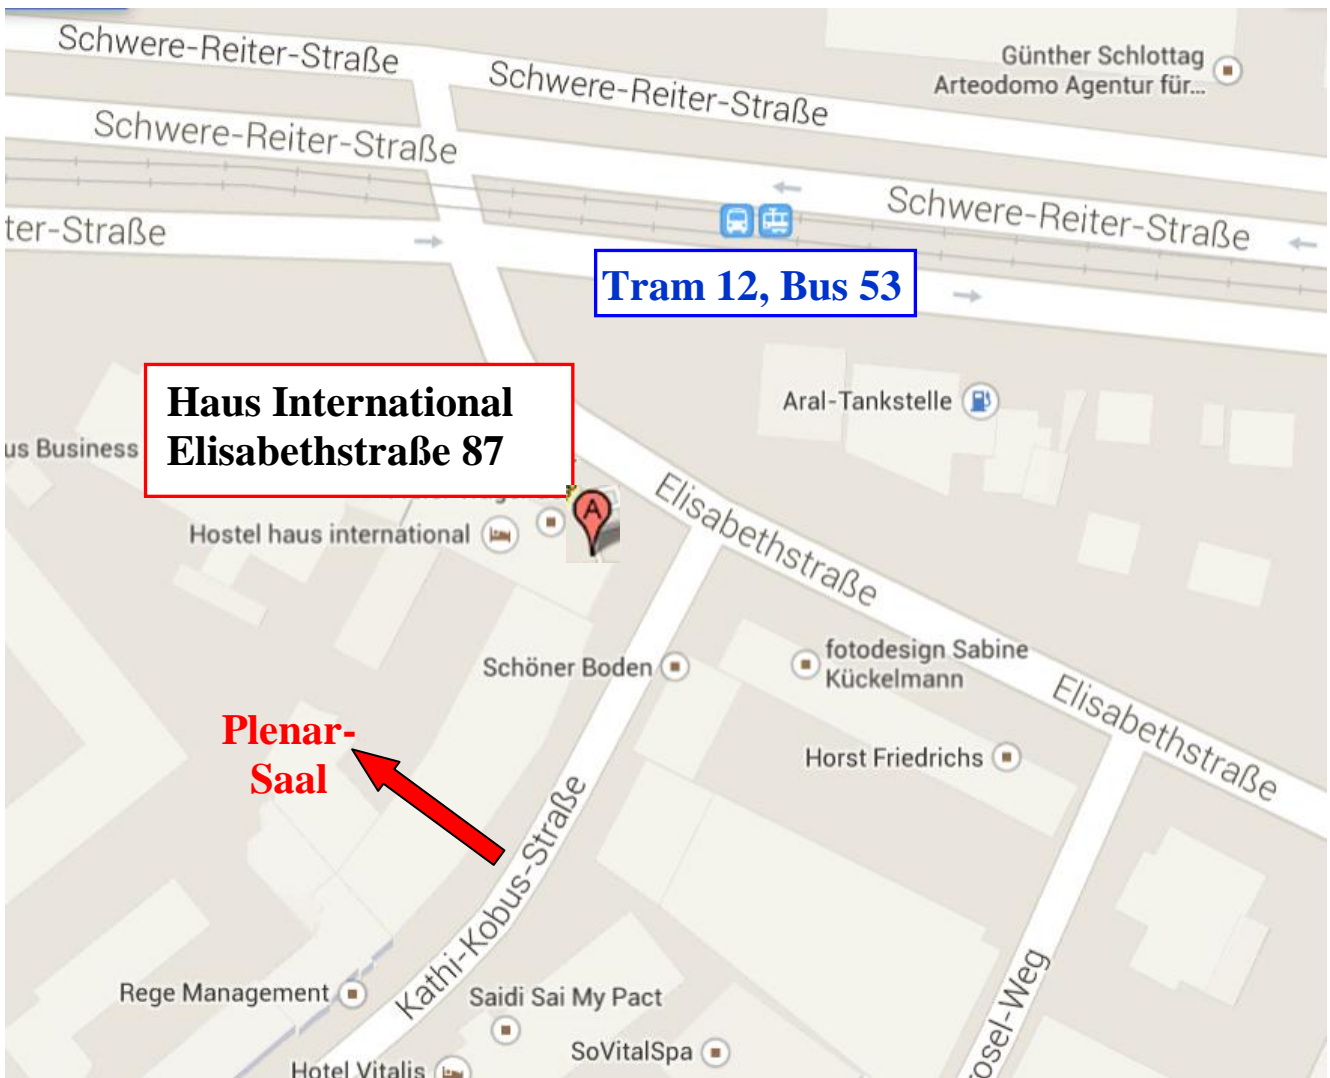 Schwere-Reiter-Straße
Schwere-Reiter-Straße
Günther Schlottag
Arteodomo Agentur für...
Schwere-Reiter-Straße
Schwere-Reiter-Straße
ter-Straße
Tram 12, Bus 53
Haus International
Elisabethstraße 87
Aral-Tankstelle
us Business
Elisabethstraße
A
Hostel haus international
Schöner Boden
fotodesign Sabine
Kückelmann
Elisabethstraße
Plenar-
Saal
Horst Friedrichs
Kathi-Kobus-Straße
Rege Management
Saidi Sai My Pact
osel-Weg
SoVitalSpa
Hotel Vitalis